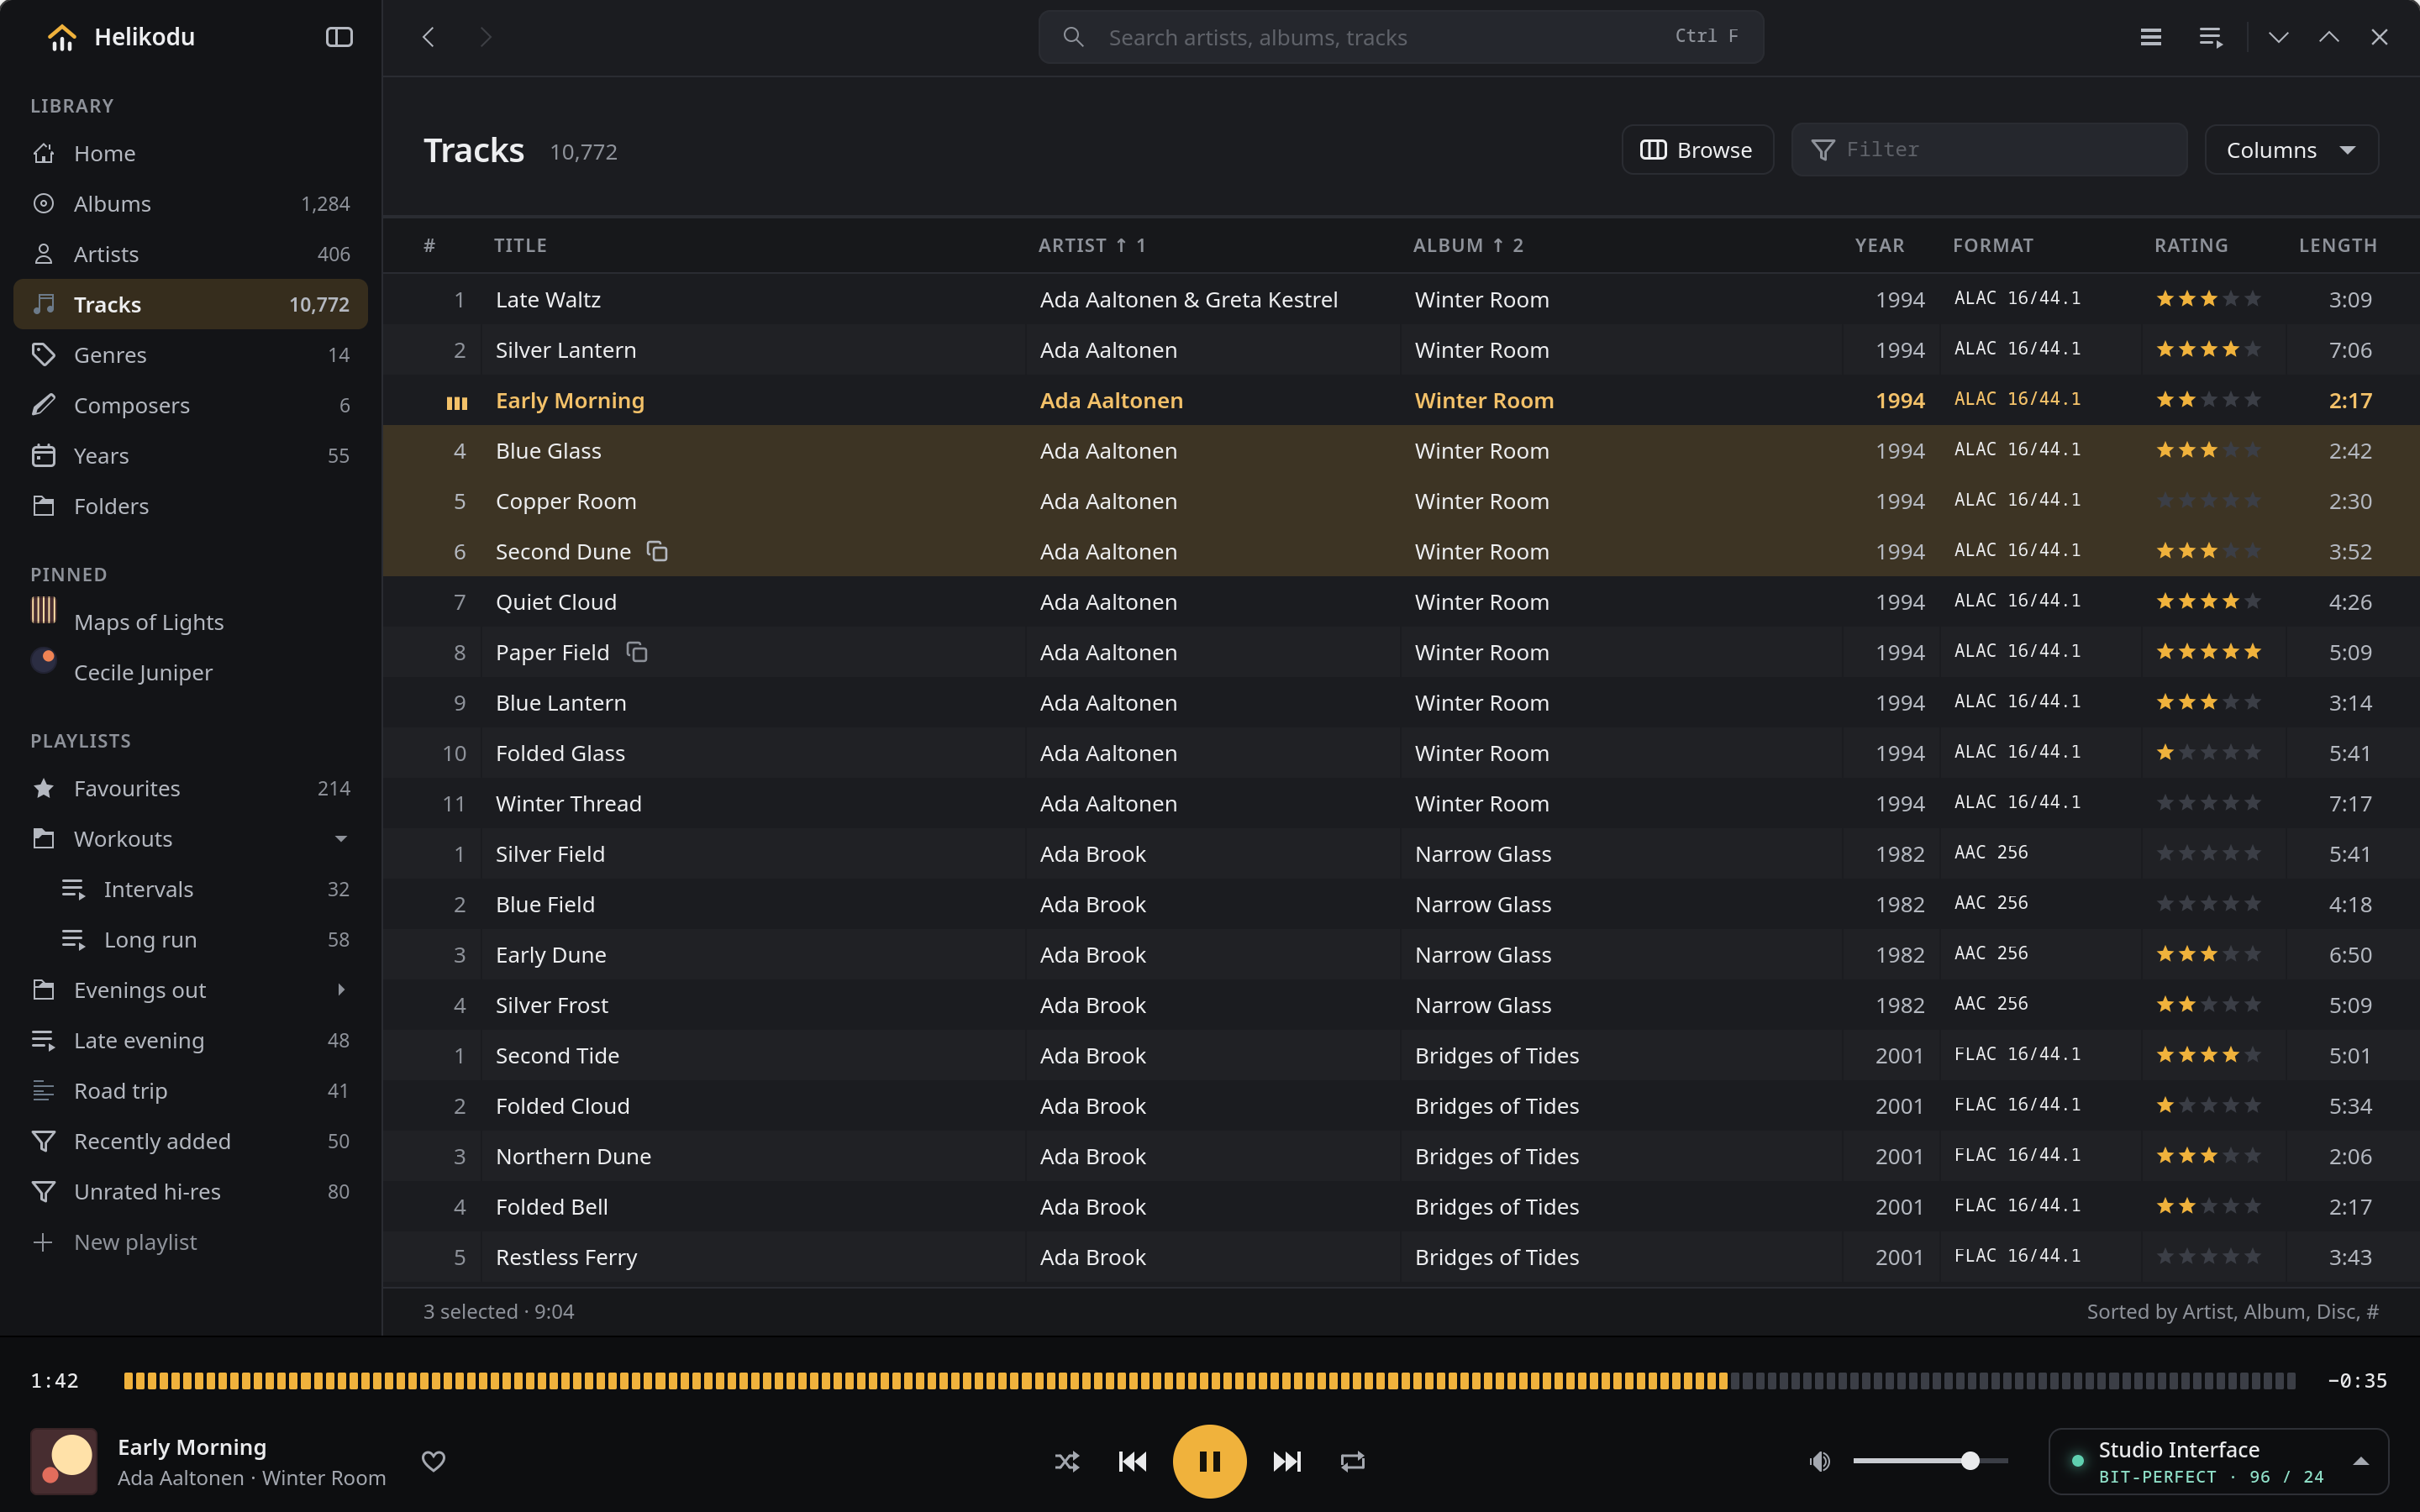 Helikodu
Search artists, albums, tracks Ctrl F
LIBRARY
Home
Albums 1,284
Artists 406
Tracks 10,772
Genres 14
Composers 6
Years 55
Folders
PINNED
Maps of Lights
Cecile Juniper
PLAYLISTS
Favourites 214
Workouts
Intervals 32
Long run 58
Evenings out
Late evening 48
Road trip 41
Recently added 50
Unrated hi-res 80
New playlist
Tracks 10,772 Browse Filter Columns
# TITLE ARTIST ↑ 1 ALBUM ↑ 2 YEAR FORMAT RATING LENGTH
1 Late Waltz Ada Aaltonen & Greta Kestrel Winter Room 1994 ALAC 16/44.1 3:09
2 Silver Lantern Ada Aaltonen Winter Room 1994 ALAC 16/44.1 7:06
Early Morning Ada Aaltonen Winter Room 1994 ALAC 16/44.1 2:17
4 Blue Glass Ada Aaltonen Winter Room 1994 ALAC 16/44.1 2:42
5 Copper Room Ada Aaltonen Winter Room 1994 ALAC 16/44.1 2:30
6 Second Dune Ada Aaltonen Winter Room 1994 ALAC 16/44.1 3:52
7 Quiet Cloud Ada Aaltonen Winter Room 1994 ALAC 16/44.1 4:26
8 Paper Field Ada Aaltonen Winter Room 1994 ALAC 16/44.1 5:09
9 Blue Lantern Ada Aaltonen Winter Room 1994 ALAC 16/44.1 3:14
10 Folded Glass Ada Aaltonen Winter Room 1994 ALAC 16/44.1 5:41
11 Winter Thread Ada Aaltonen Winter Room 1994 ALAC 16/44.1 7:17
1 Silver Field Ada Brook Narrow Glass 1982 AAC 256 5:41
2 Blue Field Ada Brook Narrow Glass 1982 AAC 256 4:18
3 Early Dune Ada Brook Narrow Glass 1982 AAC 256 6:50
4 Silver Frost Ada Brook Narrow Glass 1982 AAC 256 5:09
1 Second Tide Ada Brook Bridges of Tides 2001 FLAC 16/44.1 5:01
2 Folded Cloud Ada Brook Bridges of Tides 2001 FLAC 16/44.1 5:34
3 Northern Dune Ada Brook Bridges of Tides 2001 FLAC 16/44.1 2:06
4 Folded Bell Ada Brook Bridges of Tides 2001 FLAC 16/44.1 2:17
5 Restless Ferry Ada Brook Bridges of Tides 2001 FLAC 16/44.1 3:43
3 selected · 9:04 Sorted by Artist, Album, Disc, #
1:42 −0:35
Early Morning
Ada Aaltonen · Winter Room
Studio Interface
BIT-PERFECT · 96 / 24